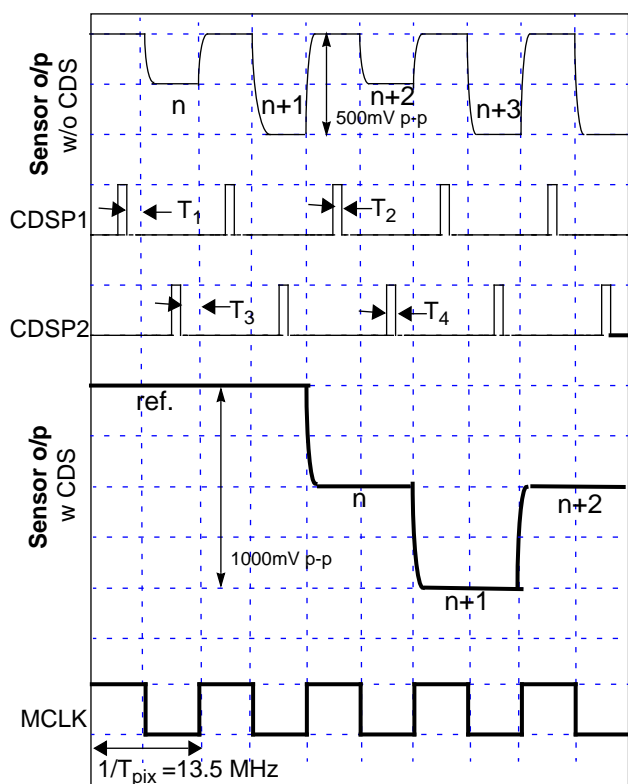 Sensor o/p
w/o CDS
n
n+1
n+2
n+3
500mV p-p
CDSP1
T1
T2
CDSP2
T3
T4
Sensor o/p
w CDS
ref.
n
n+2
1000mV p-p
n+1
MCLK
1/Tpix =13.5 MHz